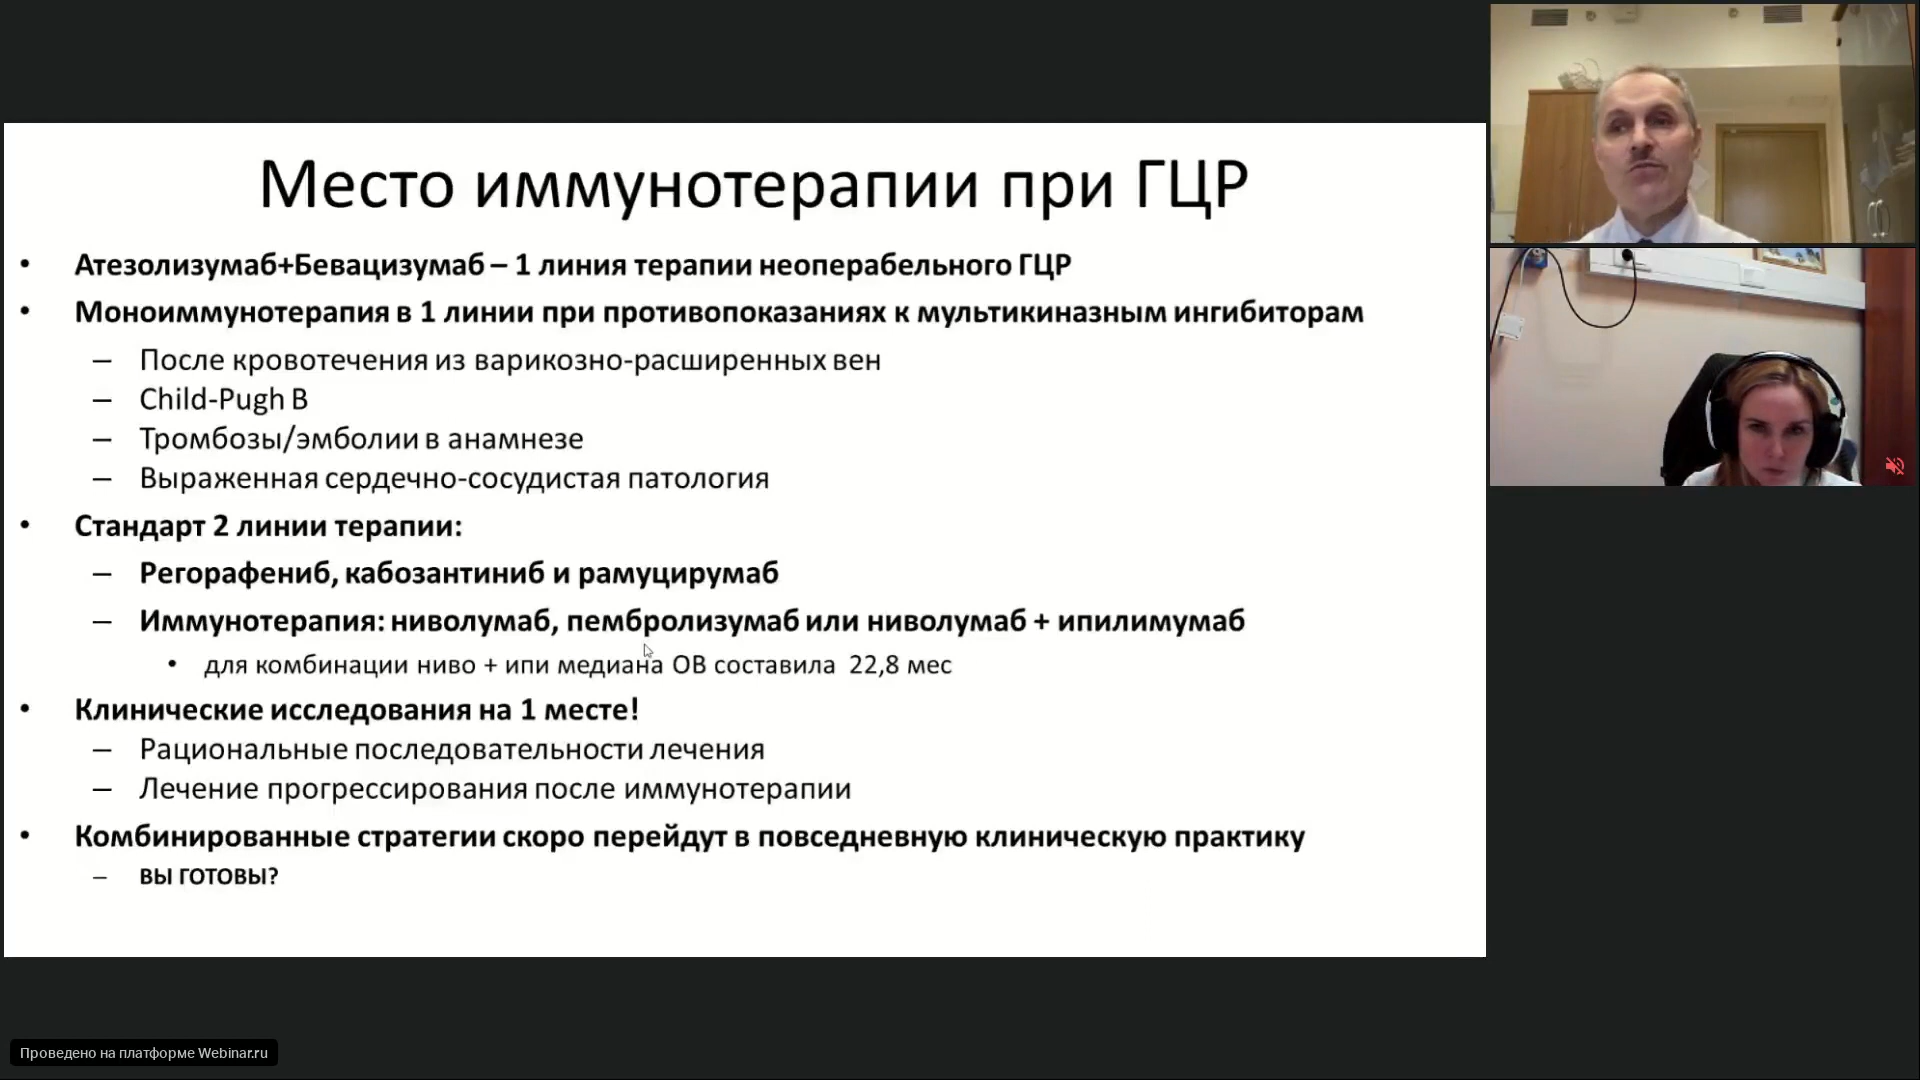 Место иммунотерапии при ГЦР
• Атезолизумаб+Бевацизумаб – 1 линия терапии неоперабельного ГЦР
• Моноиммунотерапия в 1 линии при противопоказаниях к мультикиназным ингибиторам
– После кровотечения из варикозно-расширенных вен
– Child-Pugh B
– Тромбозы/эмболии в анамнезе
– Выраженная сердечно-сосудистая патология
• Стандарт 2 линии терапии:
– Регорафениб, кабозантиниб и рамуцирумаб
– Иммунотерапия: ниволумаб, пембролизумаб или ниволумаб + ипилимумаб
• для комбинации ниво + ипи медиана ОВ составила 22,8 мес
• Клинические исследования на 1 месте!
– Рациональные последовательности лечения
– Лечение прогрессирования после иммунотерапии
• Комбинированные стратегии скоро перейдут в повседневную клиническую практику
– ВЫ ГОТОВЫ?
Проведено на платформе Webinar.ru